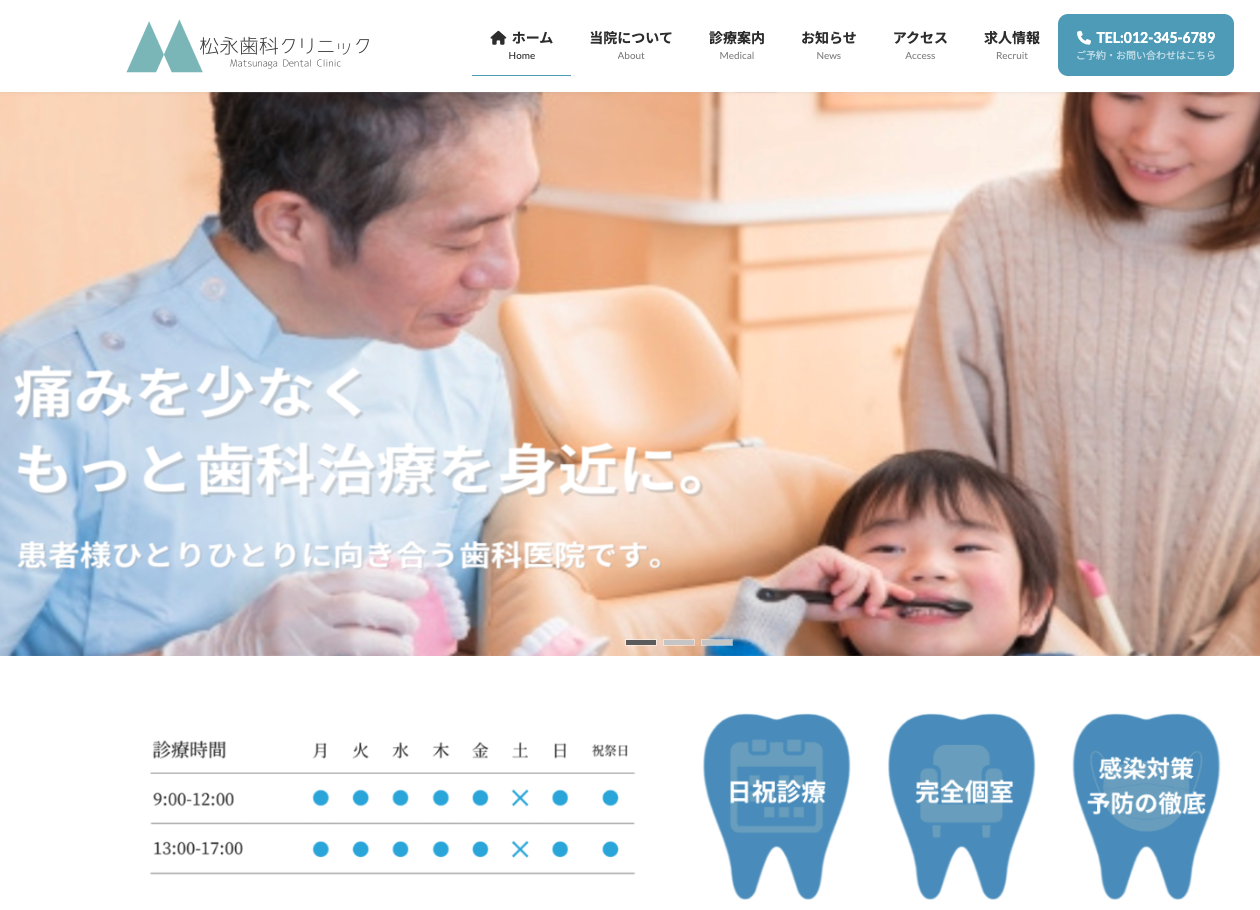 松永歯科クリニック
Matsunaga Dental Clinic
ホーム 当院について 診療案内 お知らせ アクセス 求人情報
Home About Medical News Access Recruit
TEL:012-345-6789
ご予約・お問い合わせはこちら
痛みを少なく
もっと歯科治療を身近に。
患者様ひとりひとりに向き合う歯科医院です。
診療時間 月 火 水 木 金 土 日 祝祭日
9:00-12:00 ● ● ● ● ● × ● ●
13:00-17:00 ● ● ● ● ● × ● ●
日祝診療
完全個室
感染対策
予防の徹底